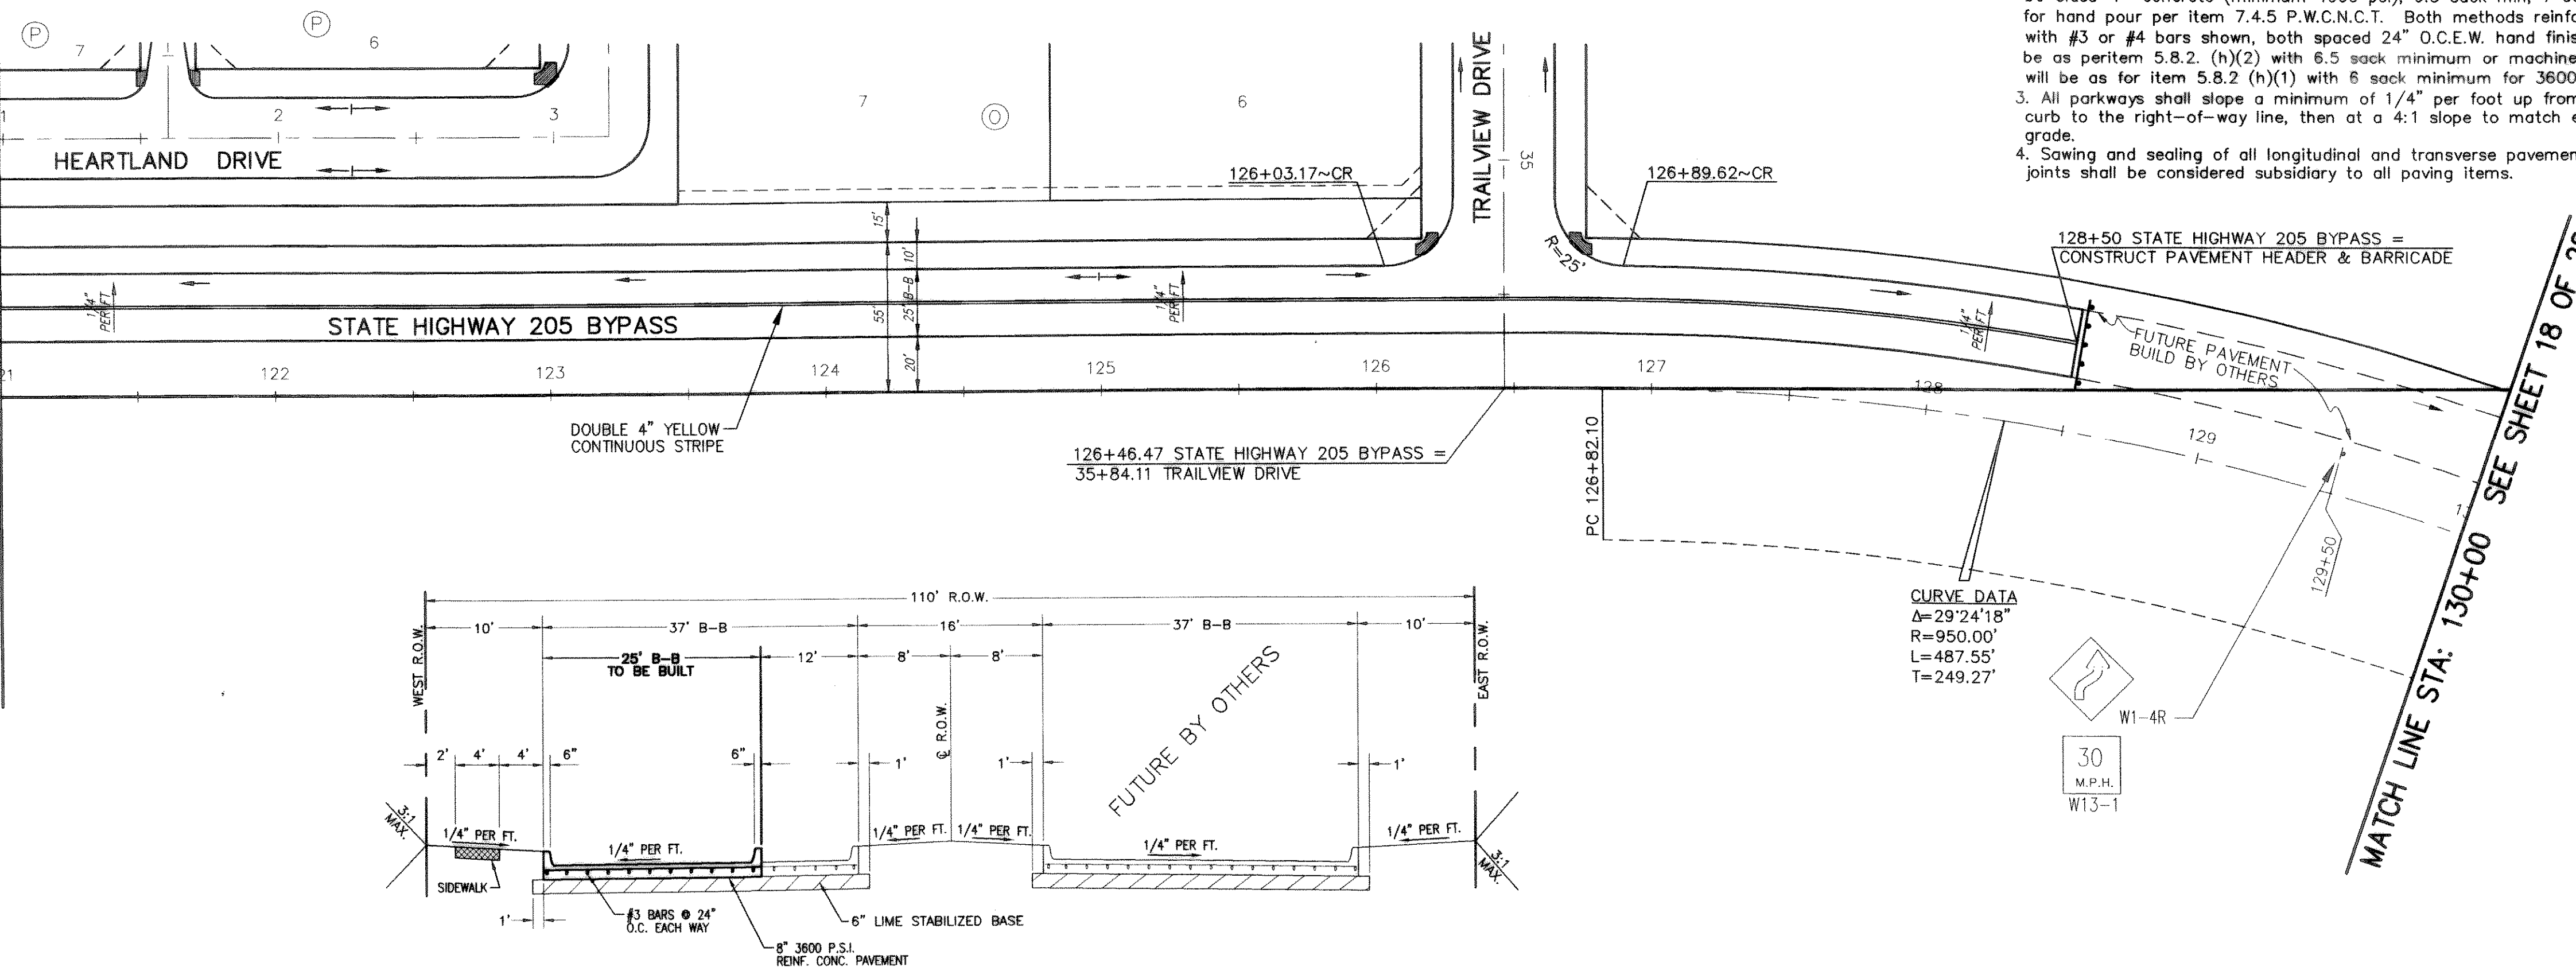 for hand pour per item 7.4.5 P.W.C.N.C.T. Both methods
with #3 or #4 bars shown, both spaced 24" O.C.E.W. hand
be as peritem 5.8.2. (h)(2) with 6.5 sack minimum or machine
will be as for item 5.8.2 (h)(1) with 6 sack minimum for 3600
3. All parkways shall slope a minimum of 1/4" per foot up from
curb to the right-of-way line, then at a 4:1 slope to match
grade.
4. Sawing and sealing of all longitudinal and transverse
joints shall be considered subsidiary to all paving items.
P
7
P
6
1
2
3
HEARTLAND DRIVE
7
O
6
TRAILVIEW DRIVE
35
126+03.17~CR
126+89.62~CR
R=25'
128+50 STATE HIGHWAY 205 BYPASS =
CONSTRUCT PAVEMENT HEADER & BARRICADE
15'
10'
55'
25' B-B
20'
1/4"
PER FT
1/4"
PER FT
1/4"
PER FT
STATE HIGHWAY 205 BYPASS
21
122
123
124
125
126
127
128
129
FUTURE PAVEMENT
BUILD BY OTHERS
DOUBLE 4" YELLOW
CONTINUOUS STRIPE
126+46.47 STATE HIGHWAY 205 BYPASS =
35+84.11 TRAILVIEW DRIVE
PC 126+82.10
129+50
MATCH LINE STA: 130+00 SEE SHEET 18 OF
CURVE DATA
Δ=29°24'18"
R=950.00'
L=487.55'
T=249.27'
W1-4R
30
M.P.H.
W13-1
110' R.O.W.
10'
37' B-B
16'
37' B-B
10'
WEST R.O.W.
25' B-B
TO BE BUILT
12'
8'
8'
EAST R.O.W.
℄ R.O.W.
FUTURE BY OTHERS
2'
4'
4'
6"
6"
1'
1'
1'
3:1
MAX.
1/4" PER FT.
1/4" PER FT.
1/4" PER FT.
1/4" PER FT.
1/4" PER FT.
1/4" PER FT.
3:1
MAX.
SIDEWALK
1'
#3 BARS @ 24"
O.C. EACH WAY
6" LIME STABILIZED BASE
8" 3600 P.S.I.
REINF. CONC. PAVEMENT